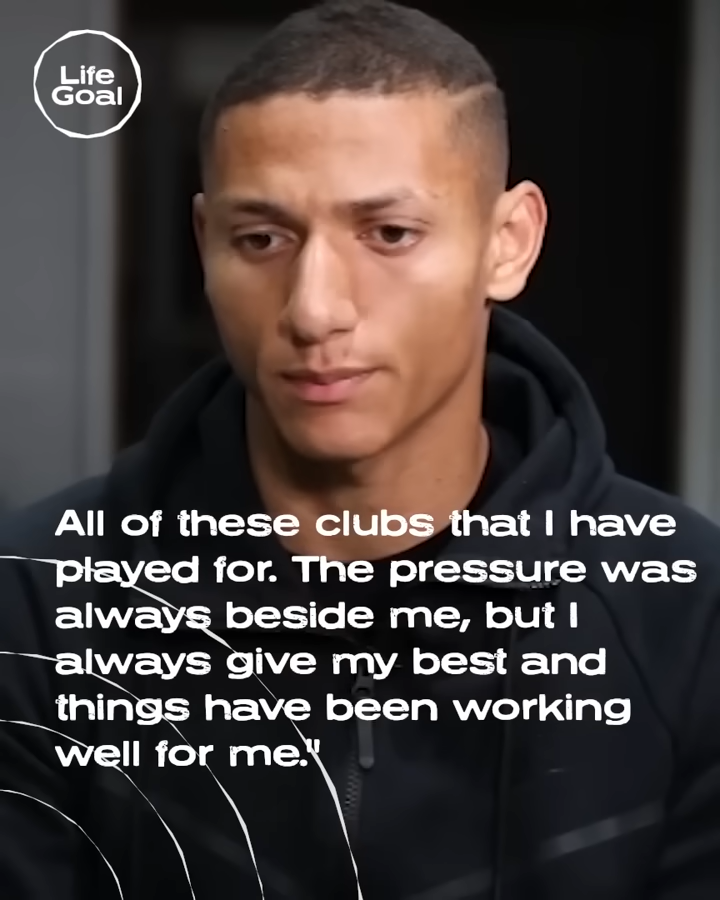 Life
Goal
All of these clubs that I have
played for. The pressure was
always beside me, but I
always give my best and
things have been working
well for me."